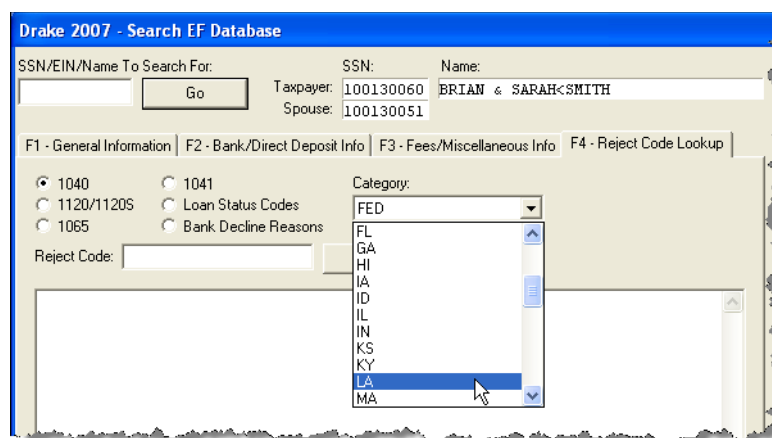 Drake 2007 - Search EF Database
SSN/EIN/Name To Search For:
SSN:
Name:
Go
Taxpayer:
100130060
BRIAN & SARAH<SMITH
Spouse:
100130051
F1 - General Information
F2 - Bank/Direct Deposit Info
F3 - Fees/Miscellaneous Info
F4 - Reject Code Lookup
1040
1041
Category:
1120/1120S
Loan Status Codes
FED
1065
Bank Decline Reasons
Reject Code:
FL
GA
HI
IA
ID
IL
IN
KS
KY
LA
MA